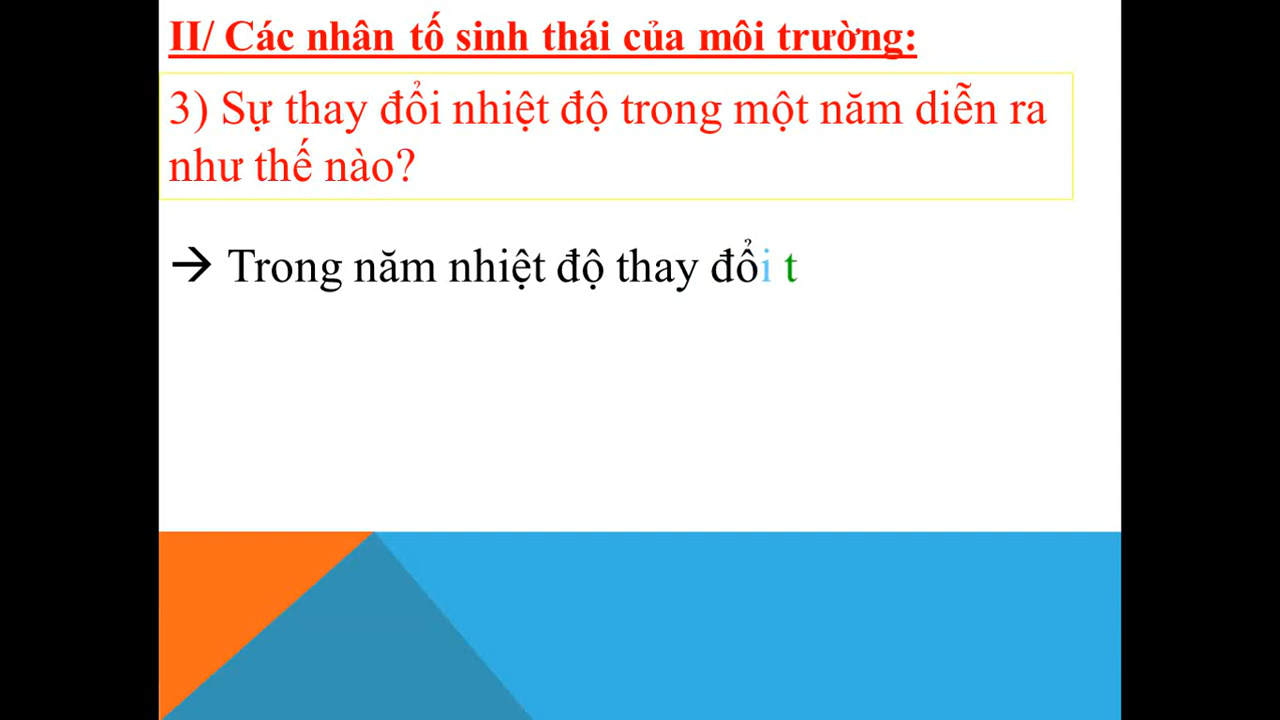 II/ Các nhân tố sinh thái của môi trường:
3) Sự thay đổi nhiệt độ trong một năm diễn ra
như thế nào?
→ Trong năm nhiệt độ thay đổi t